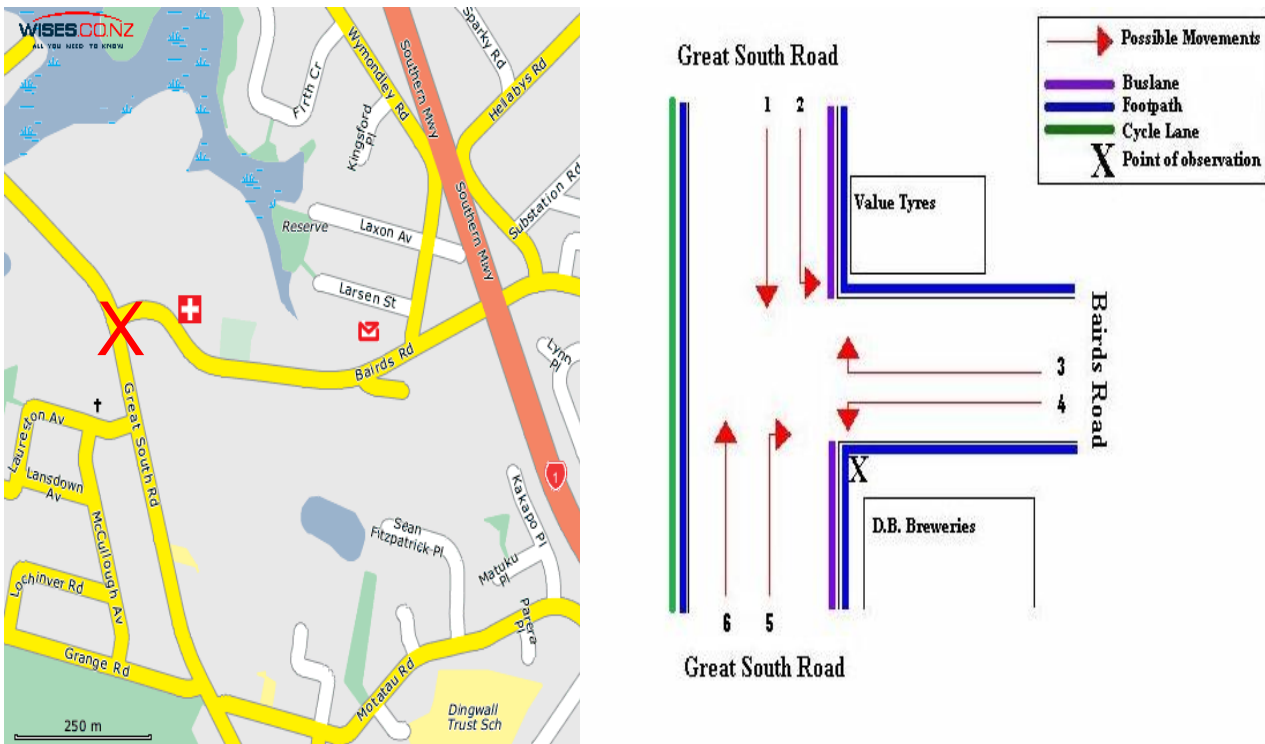 WISES.CO.NZ
ALL YOU NEED TO KNOW
Firth Cr
Wymondley Rd
Southern Mwy
Sparky Rd
Hellabys Rd
Kingsford Pl
Substation Rd
Southern Mwy
Reserve
Laxon Av
Larsen St
X
Bairds Rd
Lynn Pl
Great South Rd
Laureston Av
Lansdown Av
McCullough Av
1
Kakapo Pl
Sean Fitzpatrick Pl
Matuku Pl
Parera Pl
Lochinver Rd
Grange Rd
Motatau Rd
Dingwall
Trust Sch
250 m
Great South Road
1 2
Possible Movements
Buslane
Footpath
Cycle Lane
X Point of observation
Value Tyres
Bairds Road
3
4
X
D.B. Breweries
6 5
Great South Road